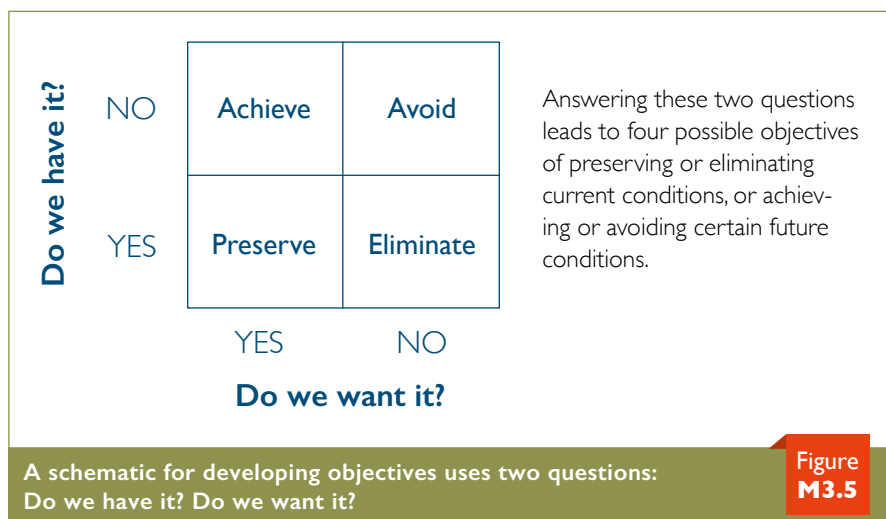 Do we have it?
NO
Achieve
Avoid
YES
Preserve
Eliminate
YES
NO
Do we want it?
Answering these two questions
leads to four possible objectives
of preserving or eliminating
current conditions, or achiev-
ing or avoiding certain future
conditions.
A schematic for developing objectives uses two questions:
Do we have it? Do we want it?
Figure
M3.5